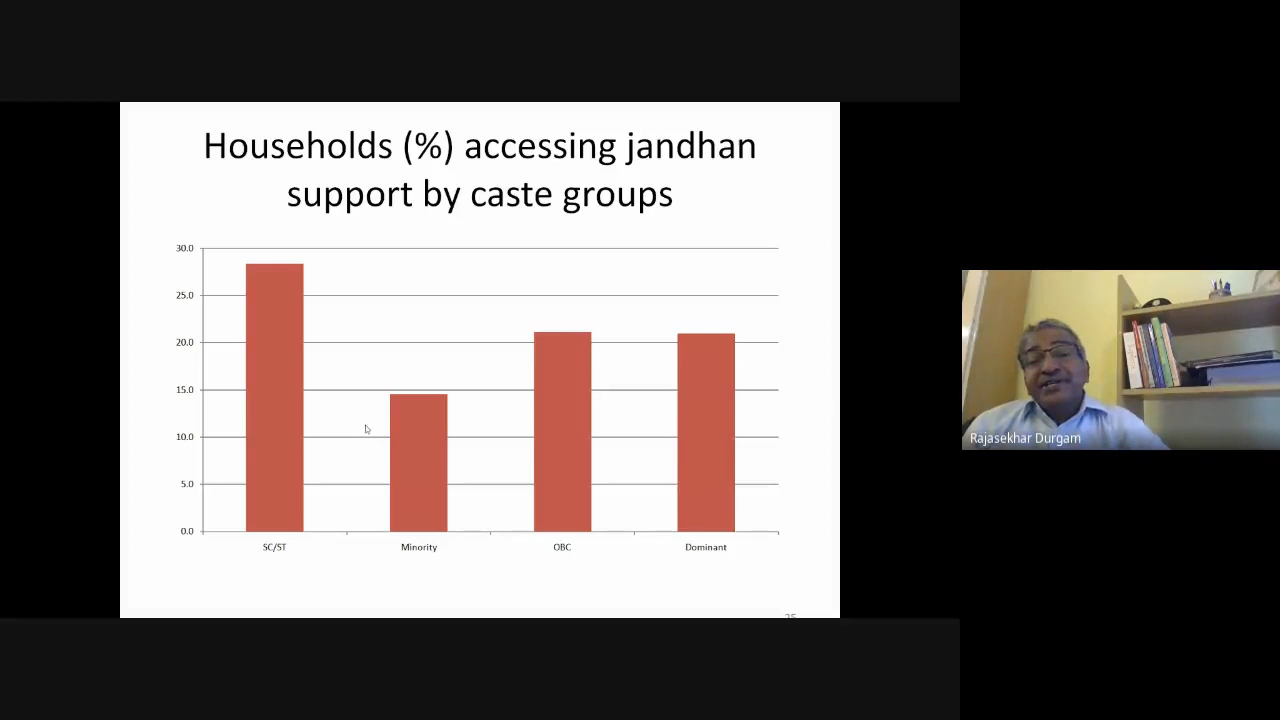 Households (%) accessing jandhan
support by caste groups
30.0
25.0
20.0
15.0
10.0
5.0
0.0
SC/ST Minority OBC Dominant
Rajasekhar Durgam